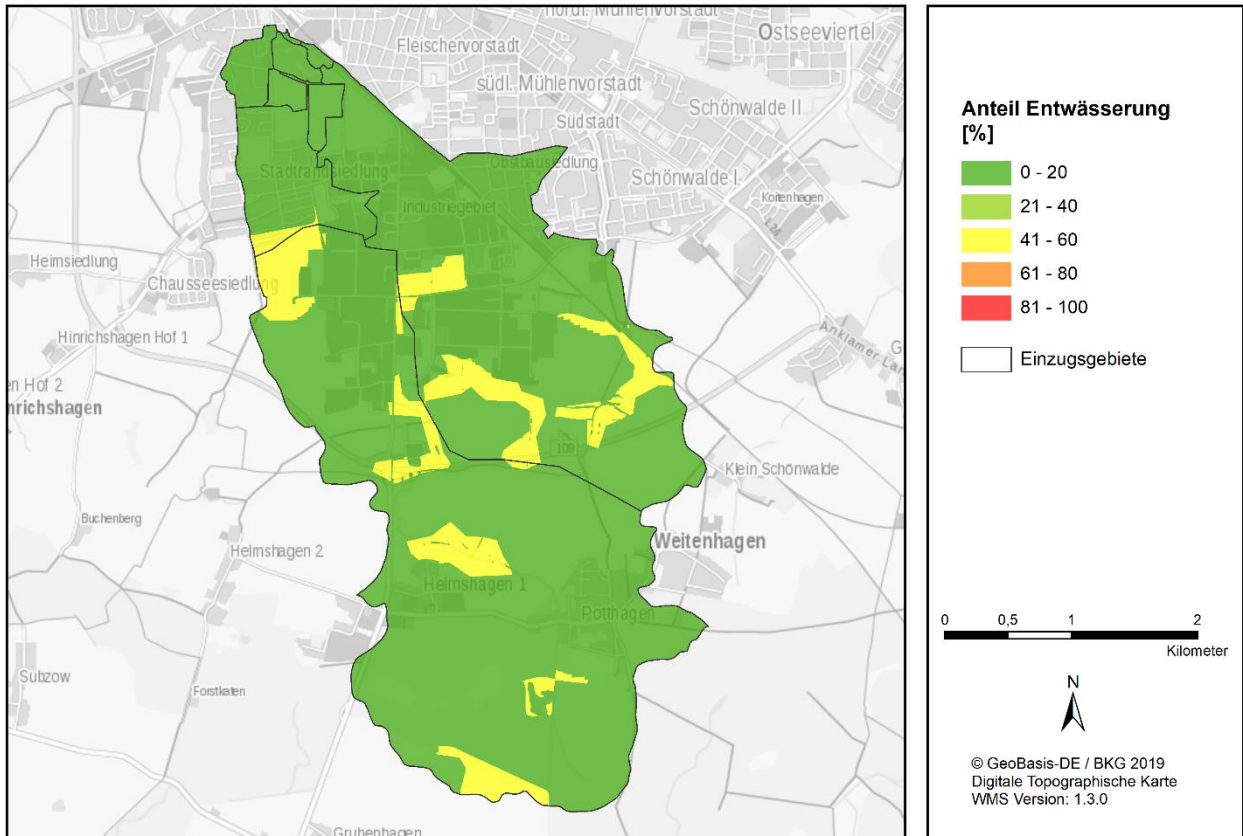 nördl. Mühlenvorstadt
Ostseeviertel
Fleischervorstadt
südl. Mühlenvorstadt
Schönwalde II
Südstadt
Obstbausiedlung
Stadtrandsiedlung
Schönwalde I
Koitenhagen
Industriegebiet
L 26
Heimsiedlung
Chausseesiedlung
Hinrichshagen Hof 1
Anklamer Lan
G
en Hof 2
nrichshagen
109
Klein Schönwalde
Buchenberg
Helmshagen 2
Weitenhagen
Helmshagen 1
Potthagen
Subzow
Forstkaten
Grubenhagen
Anteil Entwässerung
[%]
0 - 20
21 - 40
41 - 60
61 - 80
81 - 100
Einzugsgebiete
0 0,5 1 2
Kilometer
N
© GeoBasis-DE / BKG 2019
Digitale Topographische Karte
WMS Version: 1.3.0